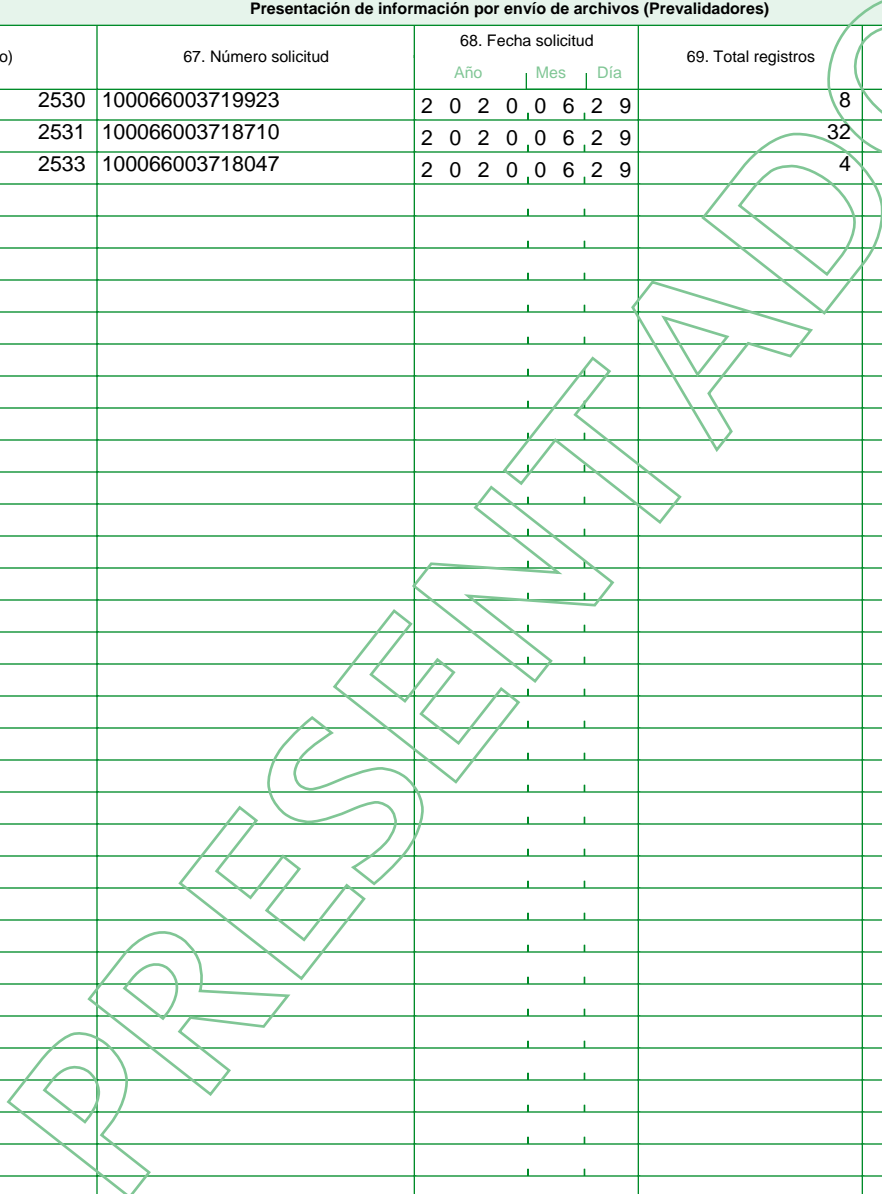 Presentación de información por envío de archivos (Prevalidadores)
o) 67. Número solicitud 68. Fecha solicitud 69. Total registros
Año Mes Día
2530 100066003719923 2 0 2 0 0 6 2 9 8
2531 100066003718710 2 0 2 0 0 6 2 9 32
2533 100066003718047 2 0 2 0 0 6 2 9 4
PRESENTADO